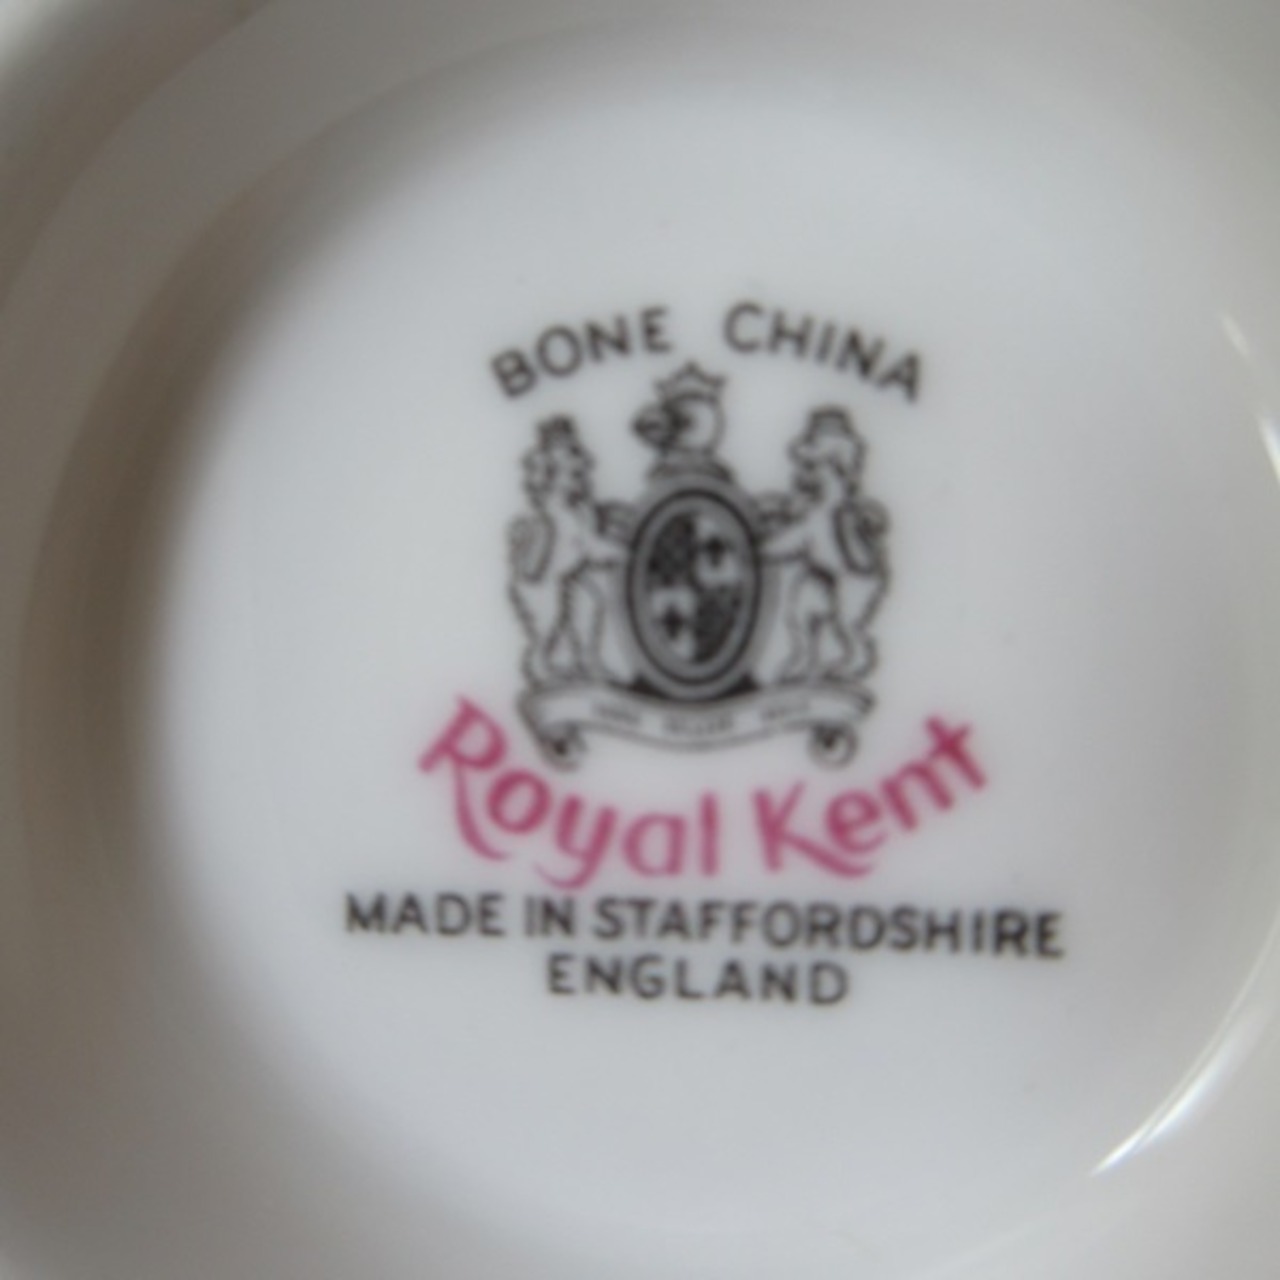 BONE CHINA
Royal Kent
MADE IN STAFFORDSHIRE
ENGLAND